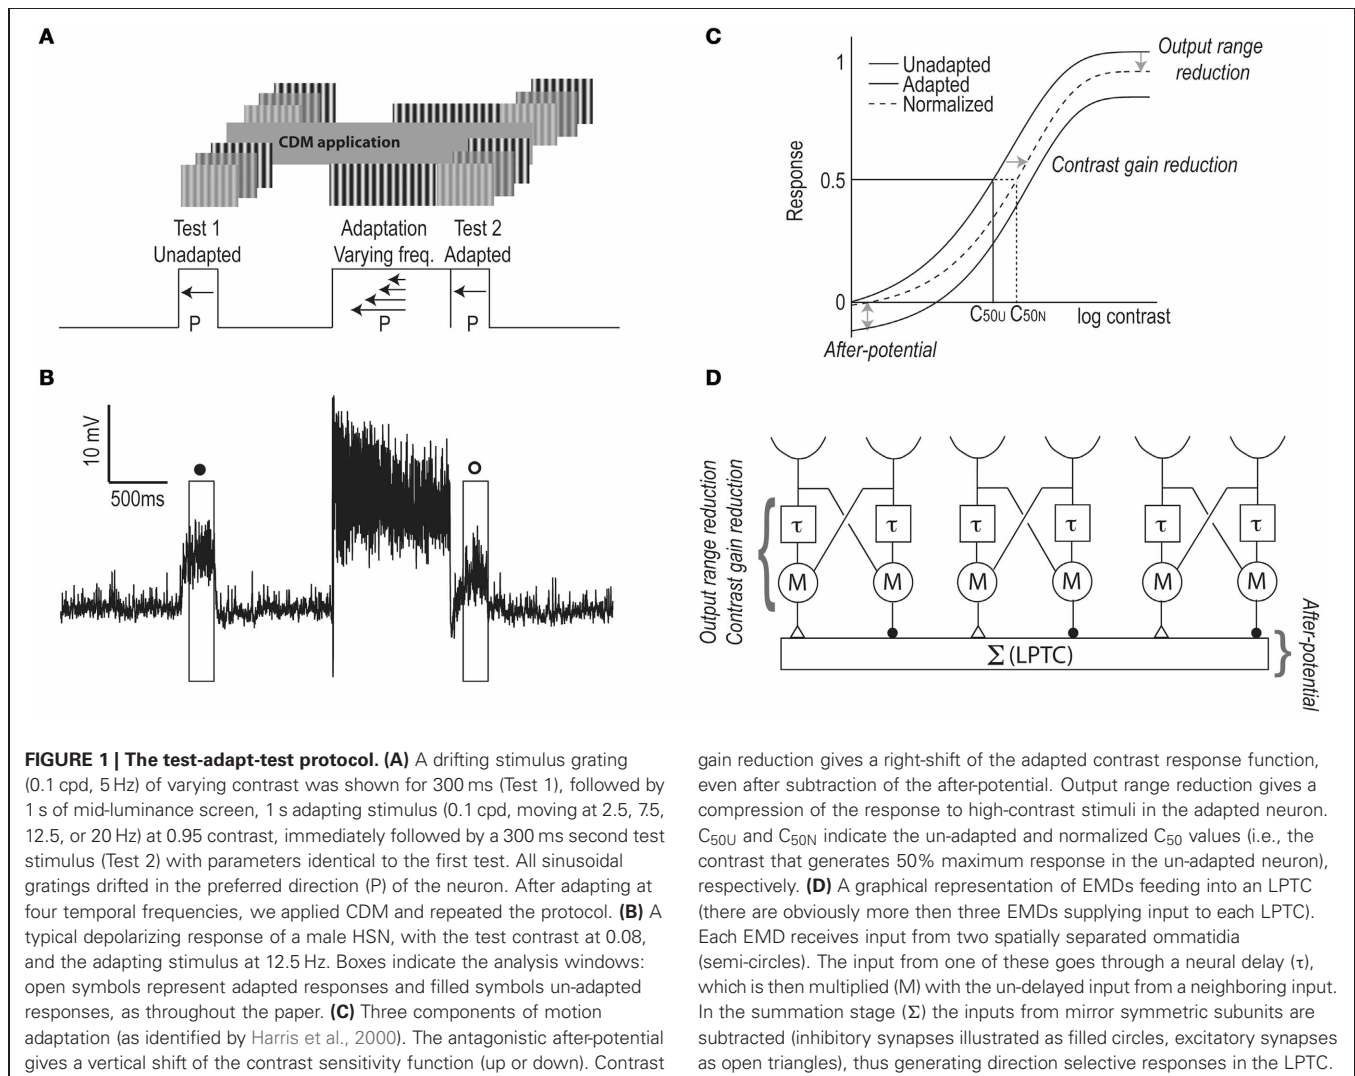 A
CDM application
Test 1
Unadapted
Adaptation
Varying freq.
Test 2
Adapted
P
P
P
B
10 mV
500ms
C
Unadapted
Adapted
Normalized
Output range
reduction
Contrast gain reduction
Response
1
0.5
0
C50U C50N
log contrast
After-potential
D
Output range reduction
Contrast gain reduction
τ τ τ τ τ τ
M M M M M M
Σ (LPTC)
After-potential
FIGURE 1 | The test-adapt-test protocol. (A) A drifting stimulus grating
(0.1 cpd, 5 Hz) of varying contrast was shown for 300 ms (Test 1), followed by
1 s of mid-luminance screen, 1 s adapting stimulus (0.1 cpd, moving at 2.5, 7.5,
12.5, or 20 Hz) at 0.95 contrast, immediately followed by a 300 ms second test
stimulus (Test 2) with parameters identical to the first test. All sinusoidal
gratings drifted in the preferred direction (P) of the neuron. After adapting at
four temporal frequencies, we applied CDM and repeated the protocol. (B) A
typical depolarizing response of a male HSN, with the test contrast at 0.08,
and the adapting stimulus at 12.5 Hz. Boxes indicate the analysis windows:
open symbols represent adapted responses and filled symbols un-adapted
responses, as throughout the paper. (C) Three components of motion
adaptation (as identified by Harris et al., 2000). The antagonistic after-potential
gives a vertical shift of the contrast sensitivity function (up or down). Contrast
gain reduction gives a right-shift of the adapted contrast response function,
even after subtraction of the after-potential. Output range reduction gives a
compression of the response to high-contrast stimuli in the adapted neuron.
C50U and C50N indicate the un-adapted and normalized C50 values (i.e., the
contrast that generates 50% maximum response in the un-adapted neuron),
respectively. (D) A graphical representation of EMDs feeding into an LPTC
(there are obviously more then three EMDs supplying input to each LPTC).
Each EMD receives input from two spatially separated ommatidia
(semi-circles). The input from one of these goes through a neural delay (τ),
which is then multiplied (M) with the un-delayed input from a neighboring input.
In the summation stage (Σ) the inputs from mirror symmetric subunits are
subtracted (inhibitory synapses illustrated as filled circles, excitatory synapses
as open triangles), thus generating direction selective responses in the LPTC.